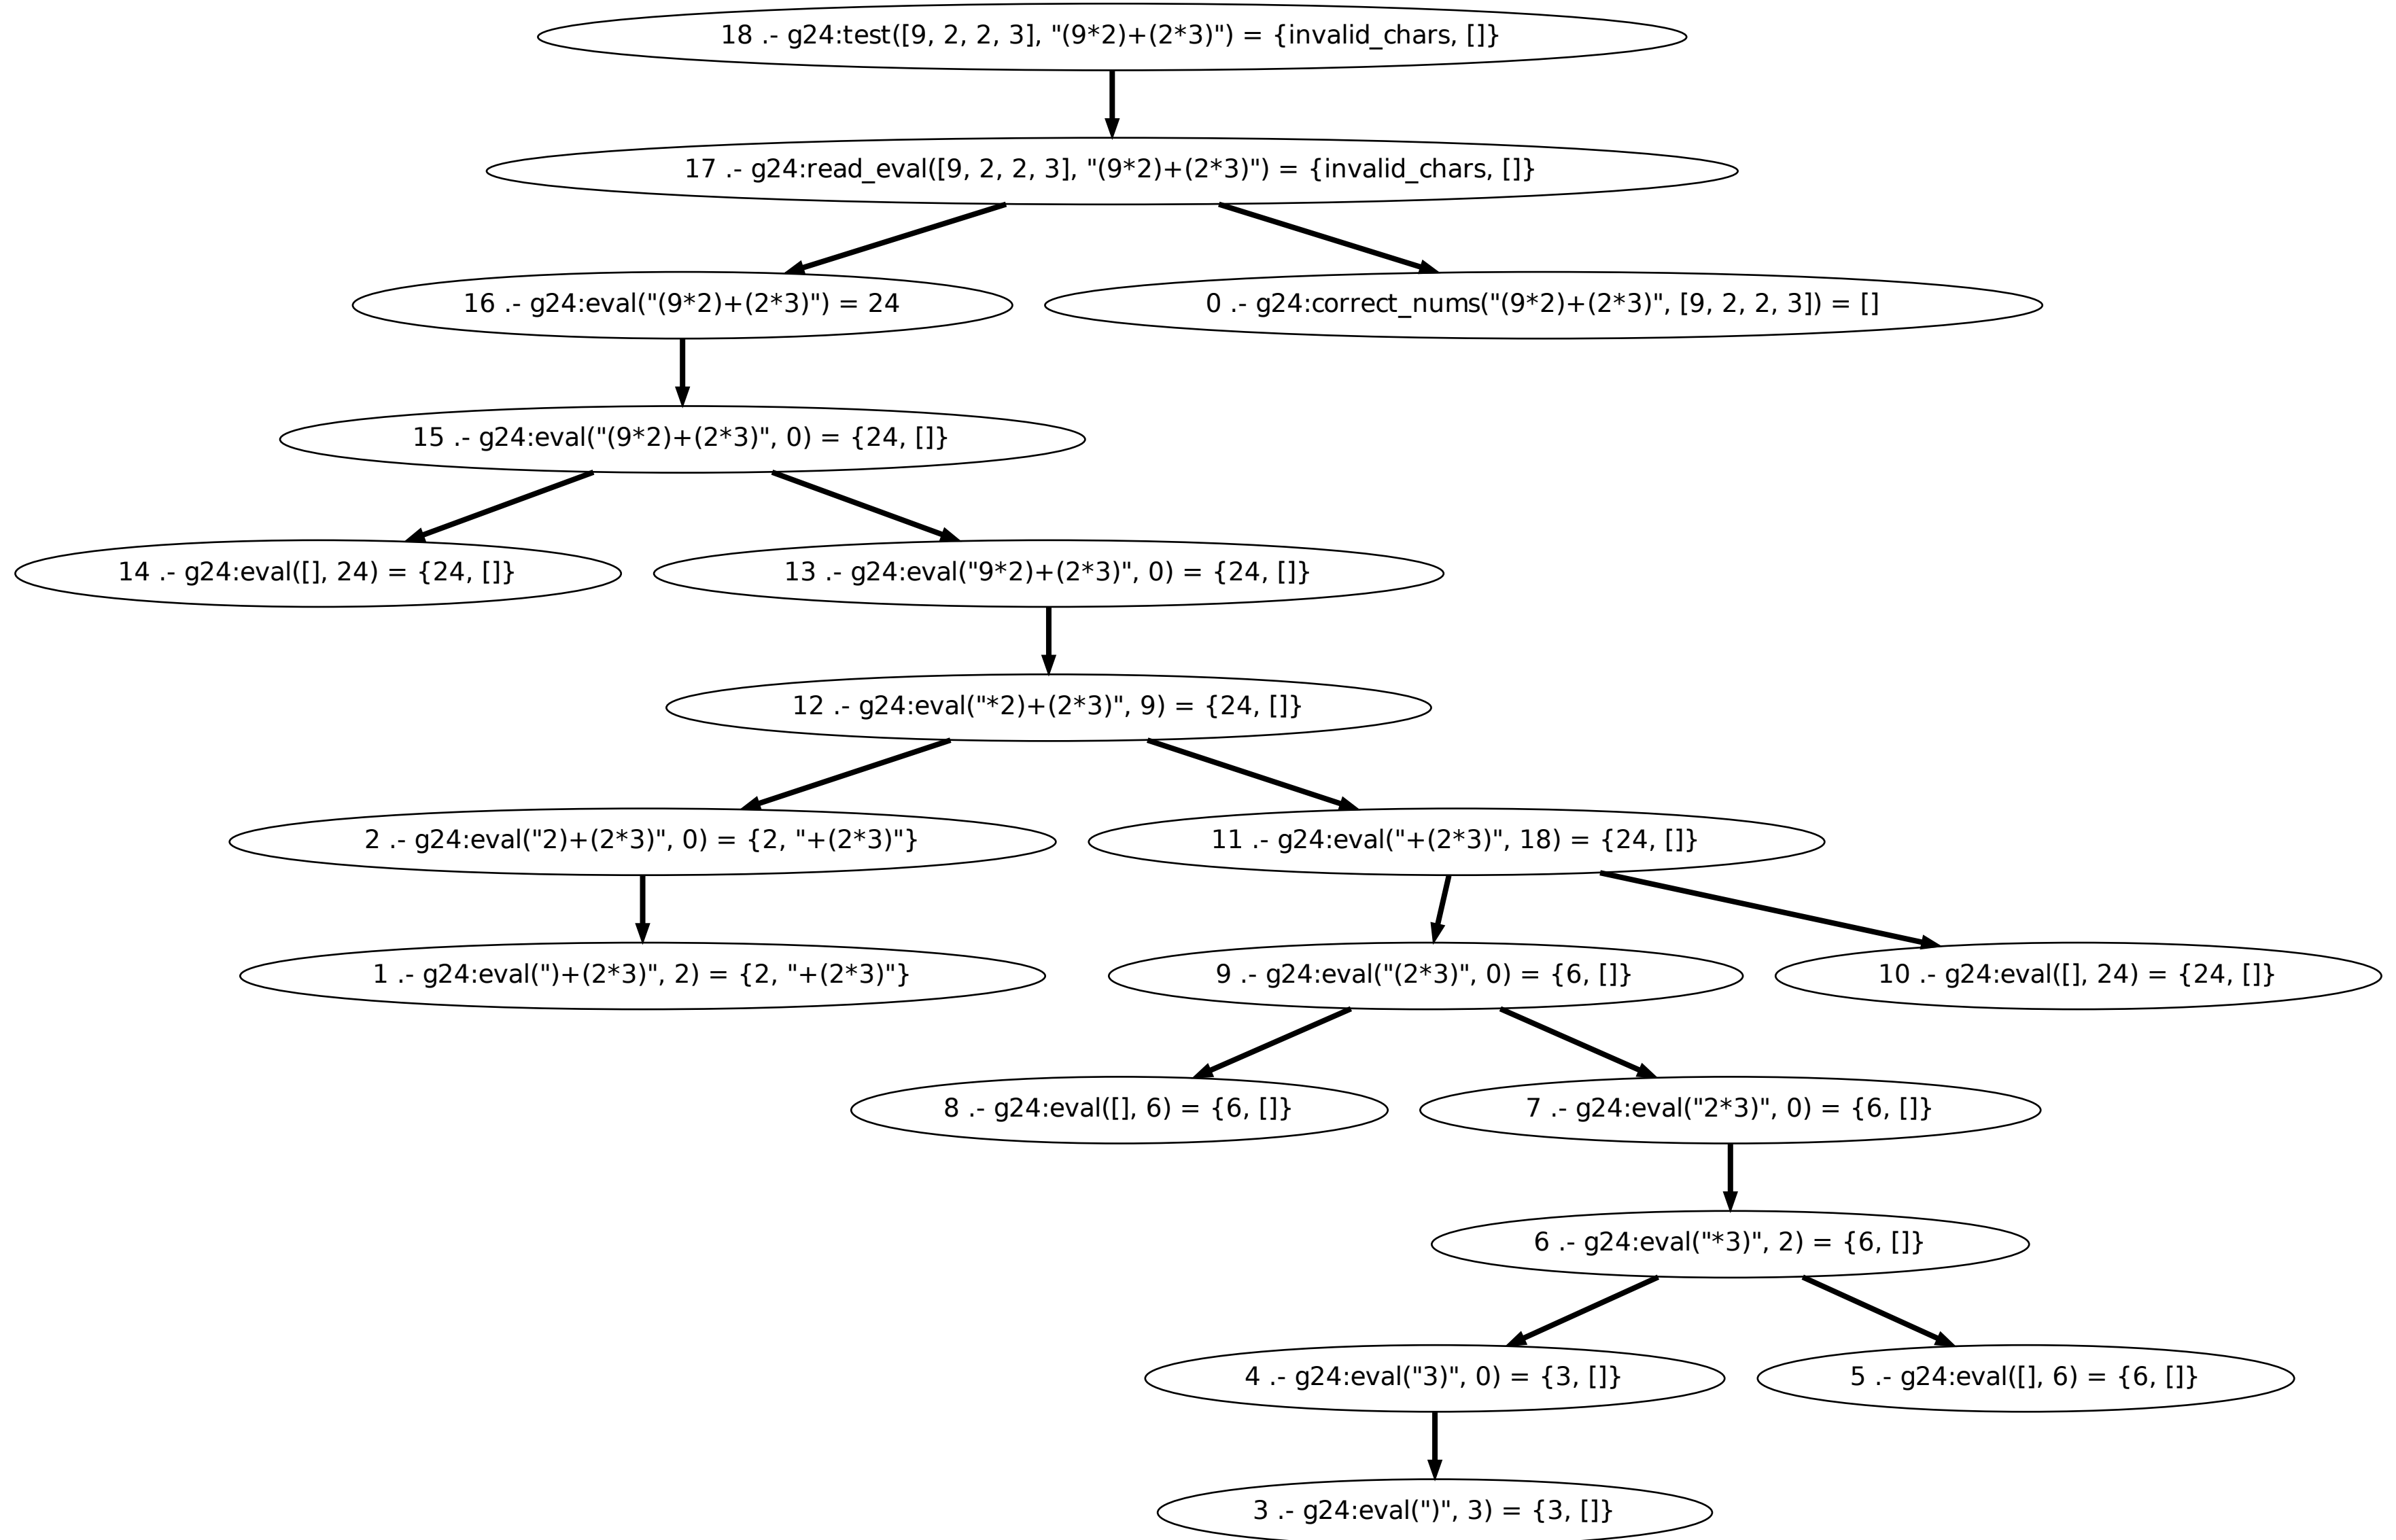 18 .- g24:test([9, 2, 2, 3], "(9*2)+(2*3)") = {invalid_chars, []}
17 .- g24:read_eval([9, 2, 2, 3], "(9*2)+(2*3)") = {invalid_chars, []}
16 .- g24:eval("(9*2)+(2*3)") = 24
0 .- g24:correct_nums("(9*2)+(2*3)", [9, 2, 2, 3]) = []
15 .- g24:eval("(9*2)+(2*3)", 0) = {24, []}
14 .- g24:eval([], 24) = {24, []}
13 .- g24:eval("9*2)+(2*3)", 0) = {24, []}
12 .- g24:eval("*2)+(2*3)", 9) = {24, []}
2 .- g24:eval("2)+(2*3)", 0) = {2, "+(2*3)"}
11 .- g24:eval("+(2*3)", 18) = {24, []}
1 .- g24:eval(")+(2*3)", 2) = {2, "+(2*3)"}
9 .- g24:eval("(2*3)", 0) = {6, []}
10 .- g24:eval([], 24) = {24, []}
8 .- g24:eval([], 6) = {6, []}
7 .- g24:eval("2*3)", 0) = {6, []}
6 .- g24:eval("*3)", 2) = {6, []}
4 .- g24:eval("3)", 0) = {3, []}
5 .- g24:eval([], 6) = {6, []}
3 .- g24:eval(")", 3) = {3, []}